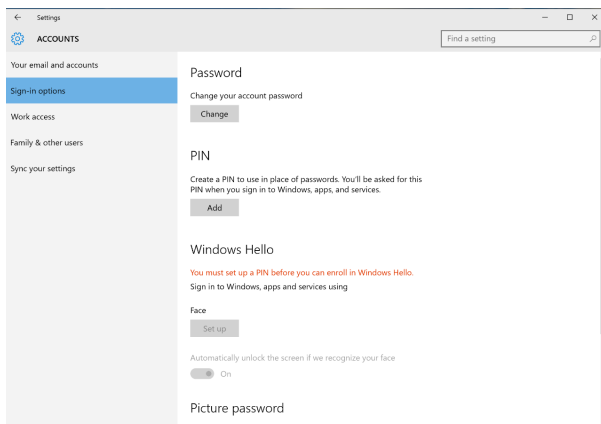 Settings
ACCOUNTS
Find a setting
Your email and accounts
Sign-in options
Work access
Family & other users
Sync your settings
Password
Change your account password
Change
PIN
Create a PIN to use in place of passwords. You'll be asked for this
PIN when you sign in to Windows, apps, and services.
Add
Windows Hello
You must set up a PIN before you can enroll in Windows Hello.
Sign in to Windows, apps and services using
Face
Set up
Automatically unlock the screen if we recognize your face
On
Picture password